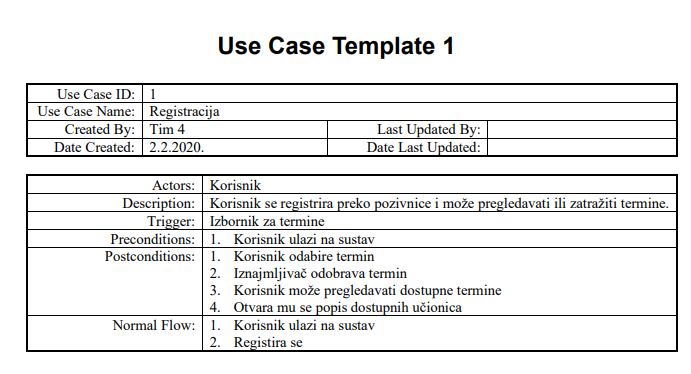 Use Case Template 1
Use Case ID: 1
Use Case Name: Registracija
Created By: Tim 4 Last Updated By:
Date Created: 2.2.2020. Date Last Updated:
Actors: Korisnik
Description: Korisnik se registrira preko pozivnice i može pregledavati ili zatražiti termine.
Trigger: Izbornik za termine
Preconditions: 1. Korisnik ulazi na sustav
Postconditions: 1. Korisnik odabire termin
2. Iznajmljivač odobrava termin
3. Korisnik može pregledavati dostupne termine
4. Otvara mu se popis dostupnih učionica
Normal Flow: 1. Korisnik ulazi na sustav
2. Registira se